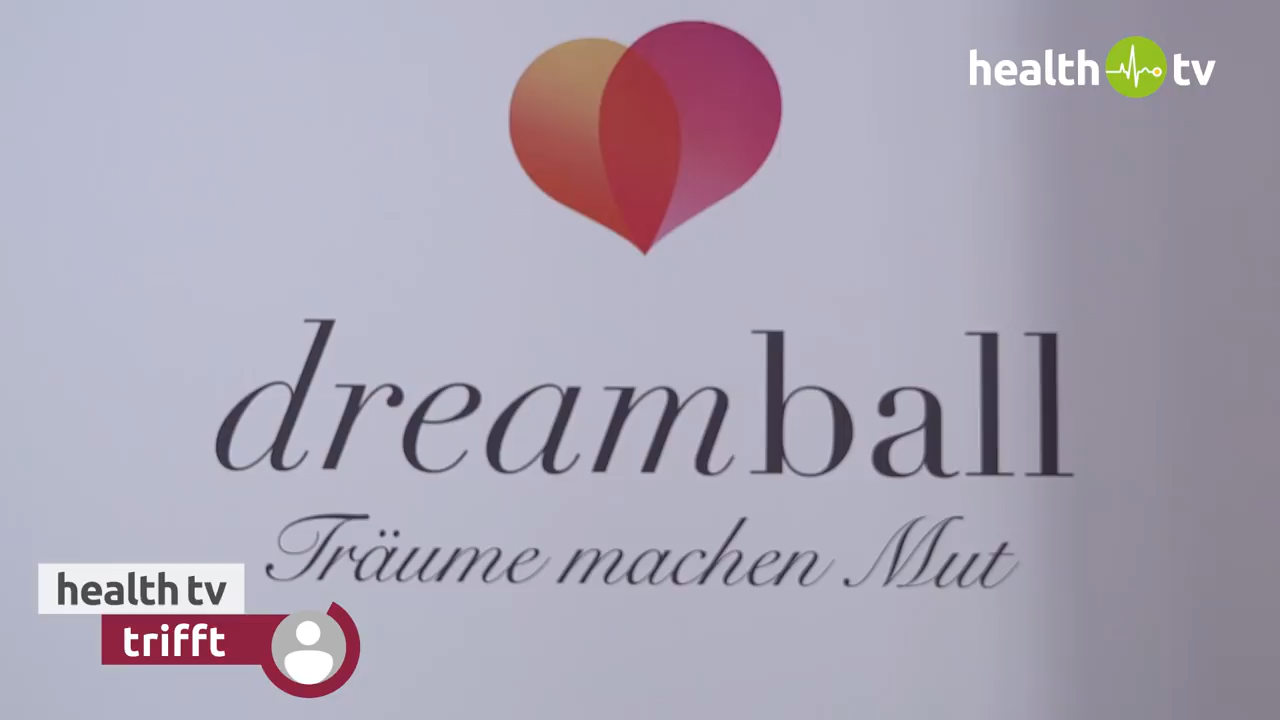 health tv
dreamball
Träume machen Mut
health tv
trifft